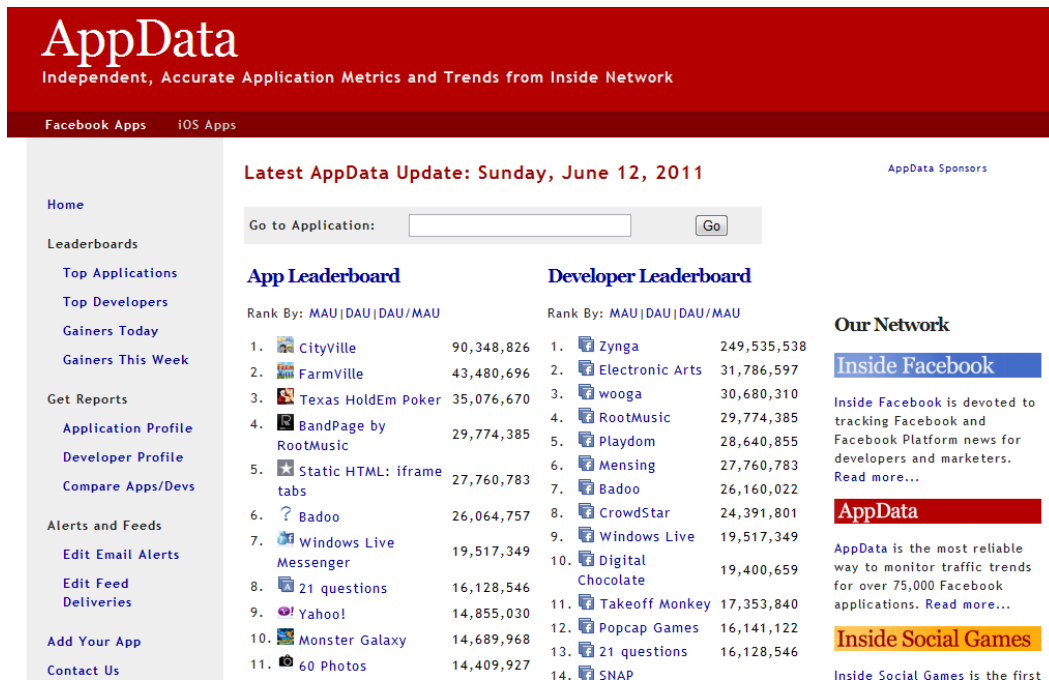 AppData
Independent, Accurate Application Metrics and Trends from Inside Network
Facebook Apps iOS Apps
Home
Leaderboards
Top Applications
Top Developers
Gainers Today
Gainers This Week
Get Reports
Application Profile
Developer Profile
Compare Apps/Devs
Alerts and Feeds
Edit Email Alerts
Edit Feed
Deliveries
Add Your App
Contact Us
Latest AppData Update: Sunday, June 12, 2011
Go to Application: Go
App Leaderboard
Rank By: MAU|DAU|DAU/MAU
1. CityVille 90,348,826
2. FarmVille 43,480,696
3. Texas HoldEm Poker 35,076,670
4. BandPage by
RootMusic 29,774,385
5. Static HTML: iframe
tabs 27,760,783
6. Badoo 26,064,757
7. Windows Live
Messenger 19,517,349
8. 21 questions 16,128,546
9. Yahoo! 14,855,030
10. Monster Galaxy 14,689,968
11. 60 Photos 14,409,927
Developer Leaderboard
Rank By: MAU|DAU|DAU/MAU
1. Zynga 249,535,538
2. Electronic Arts 31,786,597
3. wooga 30,680,310
4. RootMusic 29,774,385
5. Playdom 28,640,855
6. Mensing 27,760,783
7. Badoo 26,160,022
8. CrowdStar 24,391,801
9. Windows Live 19,517,349
10. Digital
Chocolate 19,400,659
11. Takeoff Monkey 17,353,840
12. Popcap Games 16,141,122
13. 21 questions 16,128,546
14. SNAP
AppData Sponsors
Our Network
Inside Facebook
Inside Facebook is devoted to
tracking Facebook and
Facebook Platform news for
developers and marketers.
Read more...
AppData
AppData is the most reliable
way to monitor traffic trends
for over 75,000 Facebook
applications. Read more...
Inside Social Games
Inside Social Games is the first